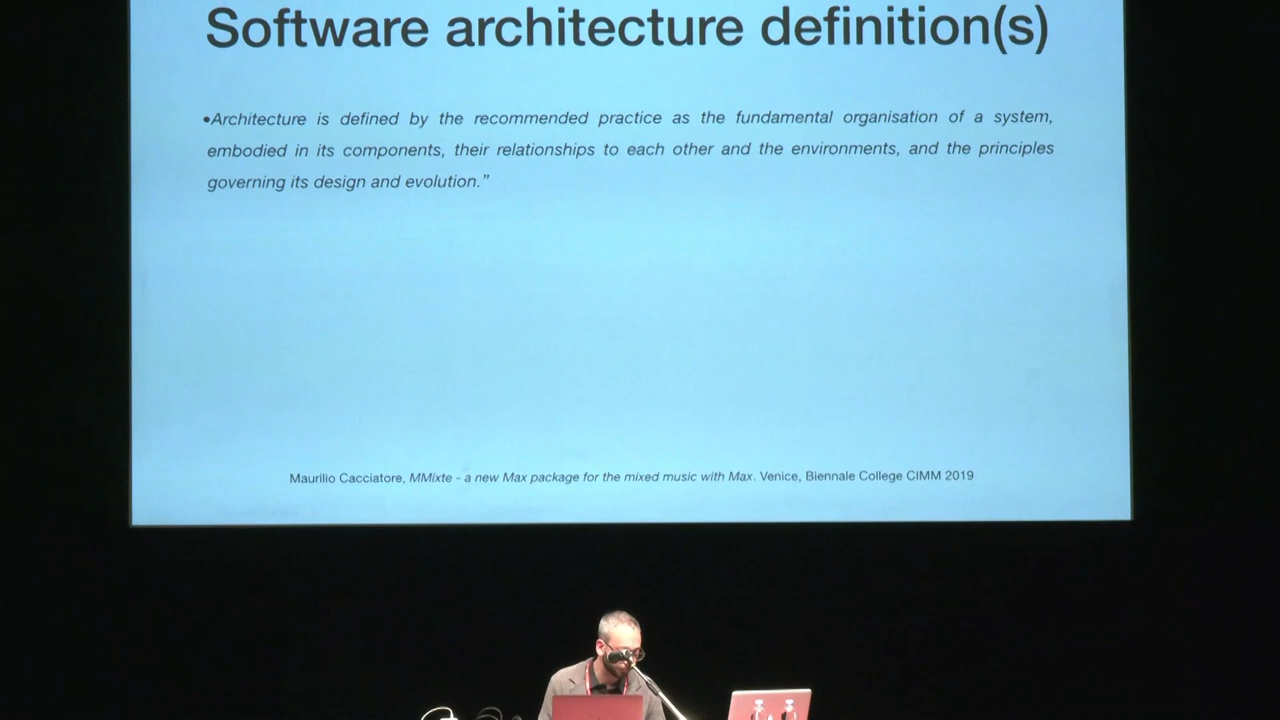 Software architecture definition(s)
•Architecture is defined by the recommended practice as the fundamental organisation of a system,
embodied in its components, their relationships to each other and the environments, and the principles
governing its design and evolution.”
Maurilio Cacciatore, MMixte - a new Max package for the mixed music with Max. Venice, Biennale College CIMM 2019